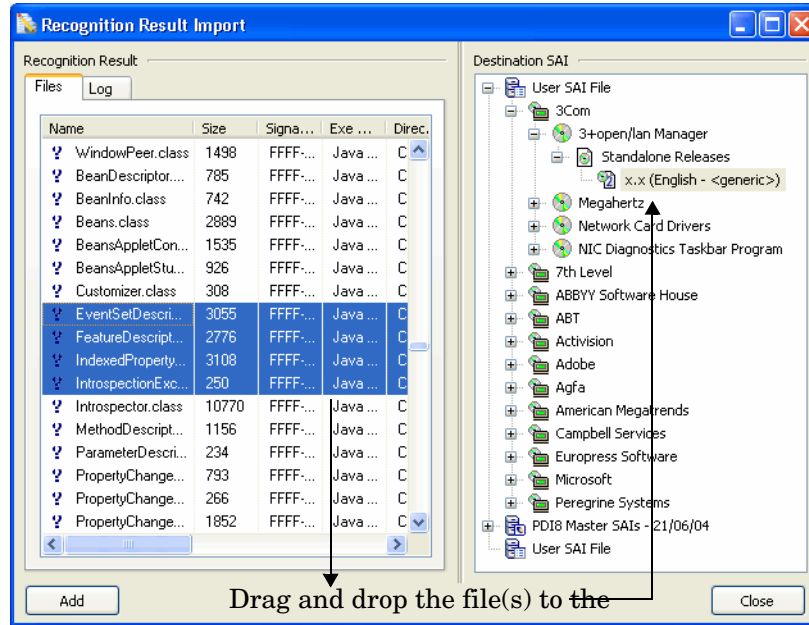 Recognition Result Import
Recognition Result
Files Log
Name Size Signa... Exe ... Direc.
WindowPeer.class 1498 FFFF-... Java ... C
BeanDescriptor.... 785 FFFF-... Java ... C
BeanInfo.class 742 FFFF-... Java ... C
Beans.class 2889 FFFF-... Java ... C
BeansAppletCon... 1535 FFFF-... Java ... C
BeansAppletStu... 926 FFFF-... Java ... C
Customizer.class 308 FFFF-... Java ... C
EventSetDescri... 3055 FFFF-... Java ... C
FeatureDescript... 2776 FFFF-... Java ... C
IndexedProperty... 3108 FFFF-... Java ... C
IntrospectionExc... 250 FFFF-... Java ... C
Introspector.class 10770 FFFF-... Java ... C
MethodDescript... 1156 FFFF-... Java ... C
ParameterDescri... 234 FFFF-... Java ... C
PropertyChange... 793 FFFF-... Java ... C
PropertyChange... 266 FFFF-... Java ... C
PropertyChange... 1852 FFFF-... Java ... C
Destination SAI
User SAI File
3Com
3+open/lan Manager
Standalone Releases
x.x (English - <generic>)
Megahertz
Network Card Drivers
NIC Diagnostics Taskbar Program
7th Level
ABBYY Software House
ABT
Activision
Adobe
Agfa
American Megatrends
Campbell Services
Europress Software
Microsoft
Peregrine Systems
PDI8 Master SAIs - 21/06/04
User SAI File
Add
Drag and drop the file(s) to the
Close